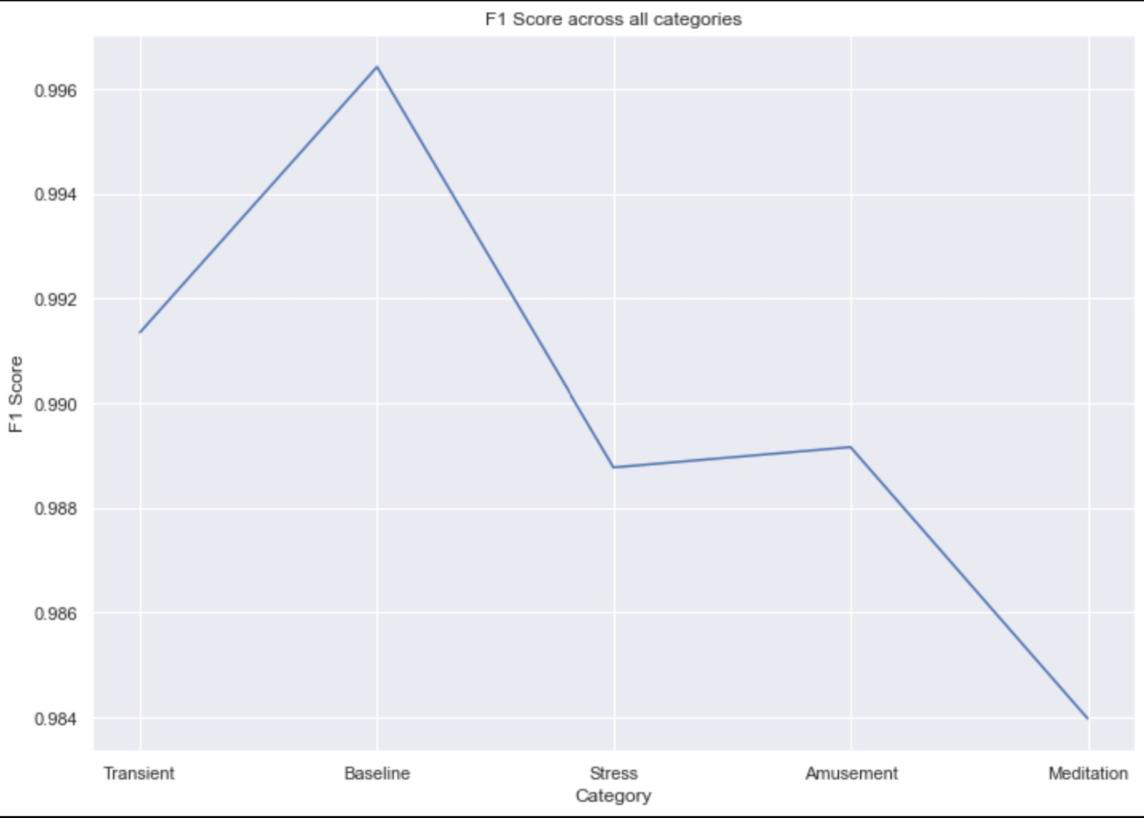 F1 Score across all categories
0.996
0.994
0.992
0.990
0.988
0.986
0.984
F1 Score
Transient Baseline Stress Amusement Meditation
Category